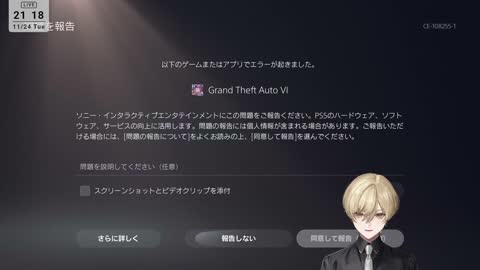 LIVE
21 18
11/24 Tue
を報告
CE-108255-1
以下のゲームまたはアプリでエラーが起きました。
Grand Theft Auto VI
ソニー・インタラクティブエンタテインメントにこの問題をご報告ください。PS5のハードウェア、ソフト
ウェア、サービスの向上に活用します。問題の報告には個人情報が含まれる場合があります。ご報告いただ
ける場合には、[問題の報告について]をよくお読みの上、[同意して報告]を選んでください。
問題を説明してください（任意）
スクリーンショットとビデオクリップを添付
さらに詳しく
報告しない
同意して報告